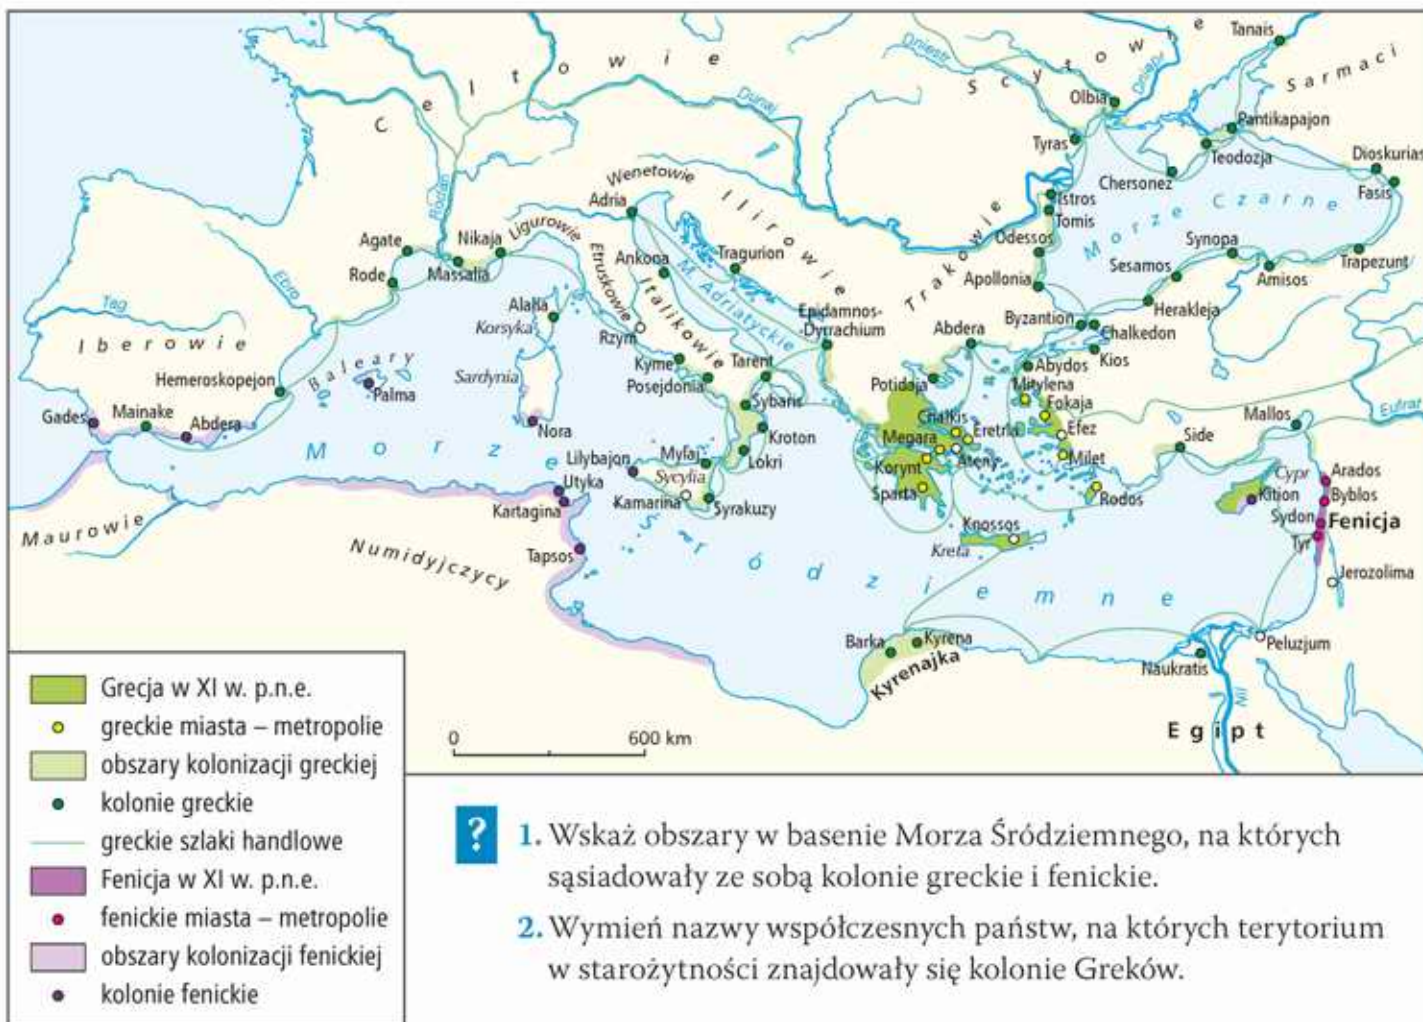 Tanais
Celtowie
Scytowie
Sarmaci
Dniestr
Dniepr
Dunaj
Olbia
Pantikapajon
Tyras
Teodozja
Dioskurias
Chersonez
Fasis
Wenetowie
Ilirowie
Trakowie
Istros
Tomis
Morze Czarne
Adria
Rodan
Agate
Nikaja
Ligurowie
Etruskowie
Ankona
Tragurion
M. Adriatyckie
Odessos
Synopa
Rode
Massalia
Sesamos
Amisos
Trapezunt
Ebro
Tag
Alalia
Korsyka
Italikowie
Apollonia
Herakleja
Epidamnos-
-Dyrrachium
Abdera
Byzantion
Chalkedon
Rzym
Iberowie
Baleary
Kyme
Tarent
Kios
Abydos
Hemeroskopejon
Palma
Sardynia
Posejdonia
Potidaja
Mitylena
Sybaris
Fokaja
Mallos
Eufrat
Gades
Mainake
Abdera
Nora
Kroton
Chalkis
Eretria
Efez
Side
Megara
Morze
Lilybajon
Myłaj
Lokri
Korynt
Ateny
Milet
Cypr
Arados
Utyka
Sycylia
Sparta
Rodos
Kition
Byblos
Kartagina
Kamarina
Syrakuzy
Knossos
Sydon
Fenicja
Maurowie
Kreta
Tyr
Numidyjczycy
Tapsos
Śródziemne
Jerozolima
Barka
Kyrena
Peluzjum
Kyrenajka
Naukratis
Nil
Egipt
0 600 km
Grecja w XI w. p.n.e.
greckie miasta – metropolie
obszary kolonizacji greckiej
kolonie greckie
greckie szlaki handlowe
Fenicja w XI w. p.n.e.
fenickie miasta – metropolie
obszary kolonizacji fenickiej
kolonie fenickie
?
1. Wskaż obszary w basenie Morza Śródziemnego, na których
sąsiadowały ze sobą kolonie greckie i fenickie.
2. Wymień nazwy współczesnych państw, na których terytorium
w starożytności znajdowały się kolonie Greków.